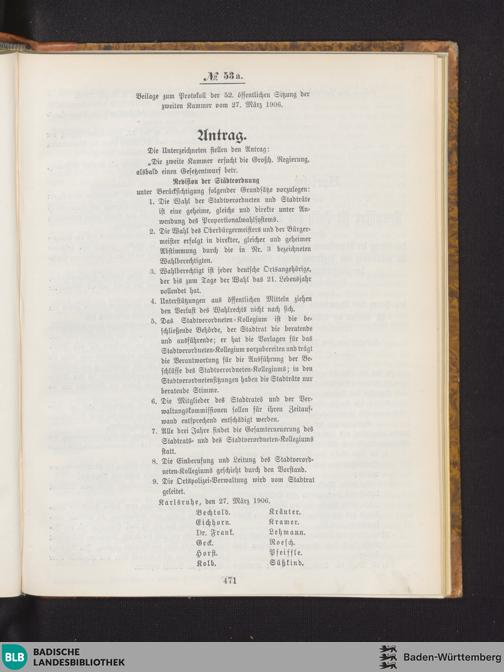 № 53a.
Beilage zum Protokoll der 52. öffentlichen Sitzung der
zweiten Kammer vom 27. März 1906.
Antrag.
Die Unterzeichneten stellen den Antrag:
„Die zweite Kammer ersucht die Großh. Regierung,
alsbald einen Gesetzentwurf betr.
Revision der Städteordnung
unter Berücksichtigung folgender Grundsätze vorzulegen:
1. Die Wahl der Stadtverordneten und Stadträte
ist eine geheime, gleiche und direkte unter An-
wendung des Proportionalwahlsystems.
2. Die Wahl des Oberbürgermeisters und der Bürger-
meister erfolgt in direkter, gleicher und geheimer
Abstimmung durch die in Nr. 3 bezeichneten
Wahlberechtigten.
3. Wahlberechtigt ist jeder deutsche Ortsangehörige,
der bis zum Tage der Wahl das 21. Lebensjahr
vollendet hat.
4. Unterstützungen aus öffentlichen Mitteln ziehen
den Verlust des Wahlrechts nicht nach sich.
5. Das Stadtverordneten-Kollegium ist die be-
schließende Behörde, der Stadtrat die beratende
und ausführende; er hat die Vorlagen für das
Stadtverordneten-Kollegium vorzubereiten und trägt
die Verantwortung für die Ausführung der Be-
schlüsse des Stadtverordneten-Kollegiums; in den
Stadtverordnetensitzungen haben die Stadträte nur
beratende Stimme.
6. Die Mitglieder des Stadtrates und der Ver-
waltungskommissionen sollen für ihren Zeitauf-
wand entsprechend entschädigt werden.
7. Alle drei Jahre findet die Gesamterneuerung des
Stadtrats- und des Stadtverordneten-Kollegiums
statt.
8. Die Einberufung und Leitung des Stadtverord-
neten-Kollegiums geschieht durch den Vorstand.
9. Die Ortspolizei-Verwaltung wird vom Stadtrat
geleitet.
Karlsruhe, den 27. März 1906.
Bechtold. Kräuter.
Eichhorn. Kramer.
Dr. Frank. Lehmann.
Geck. Roesch.
Horst. Pfeiffle.
Kolb. Süßkind.
471
BLB BADISCHE
LANDESBIBLIOTHEK
Baden-Württemberg